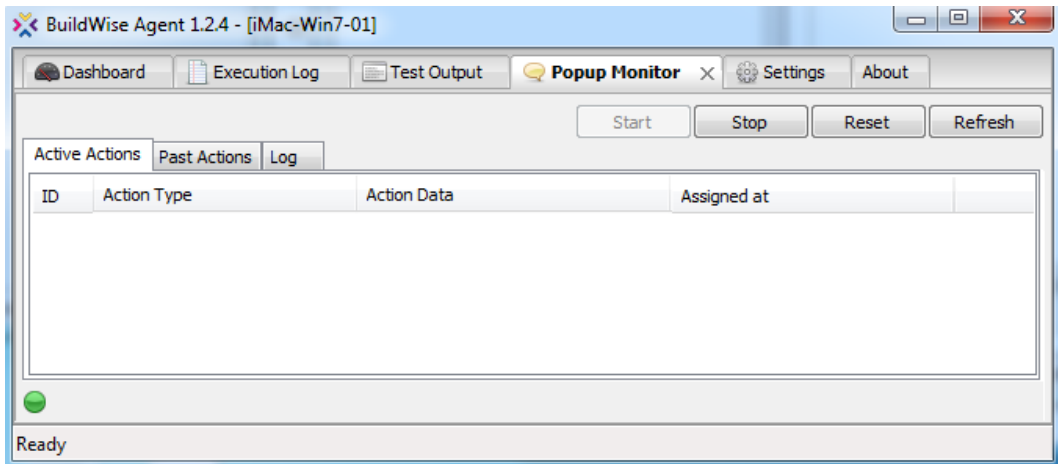 BuildWise Agent 1.2.4 - [iMac-Win7-01]
Dashboard Execution Log Test Output Popup Monitor Settings About
Start Stop Reset Refresh
Active Actions Past Actions Log
ID Action Type Action Data Assigned at
Ready